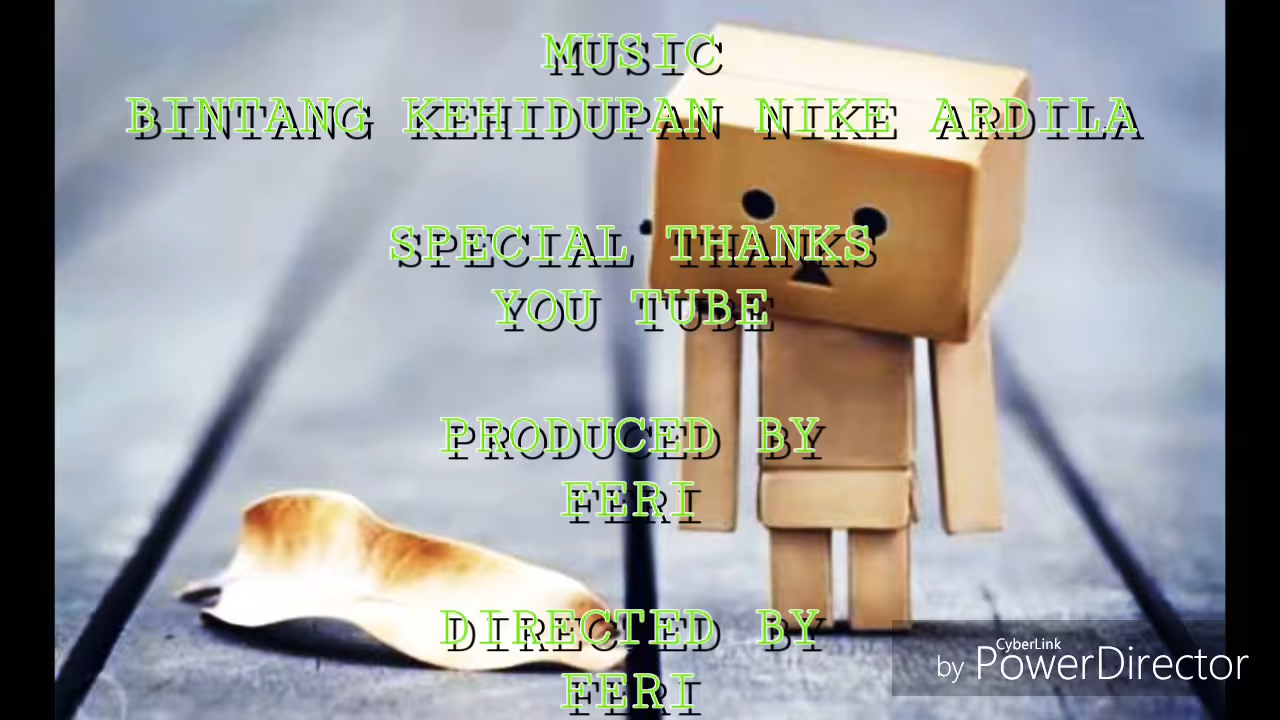 MUSIC
BINTANG KEHIDUPAN NIKE ARDILA
SPECIAL THANKS
YOU TUBE
PRODUCED BY
FERI
DIRECTED BY
FERI
CyberLink
by PowerDirector